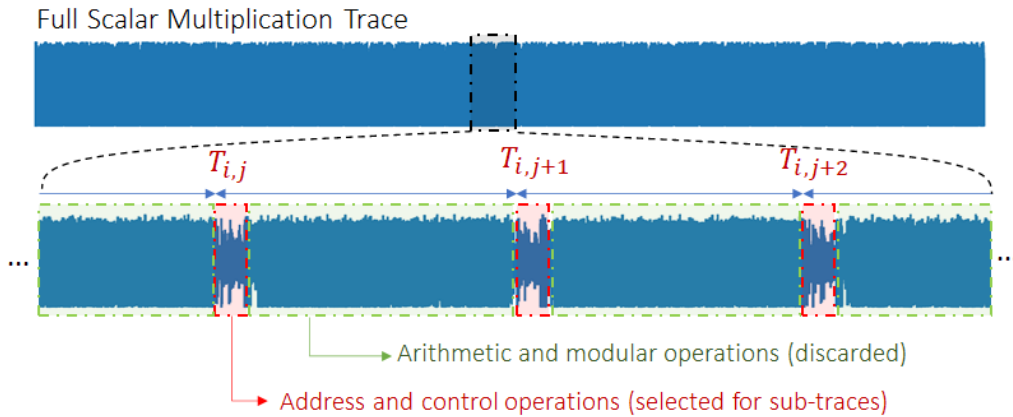 Full Scalar Multiplication Trace
T_{i,j} T_{i,j+1} T_{i,j+2}
... ..
Arithmetic and modular operations (discarded)
Address and control operations (selected for sub-traces)